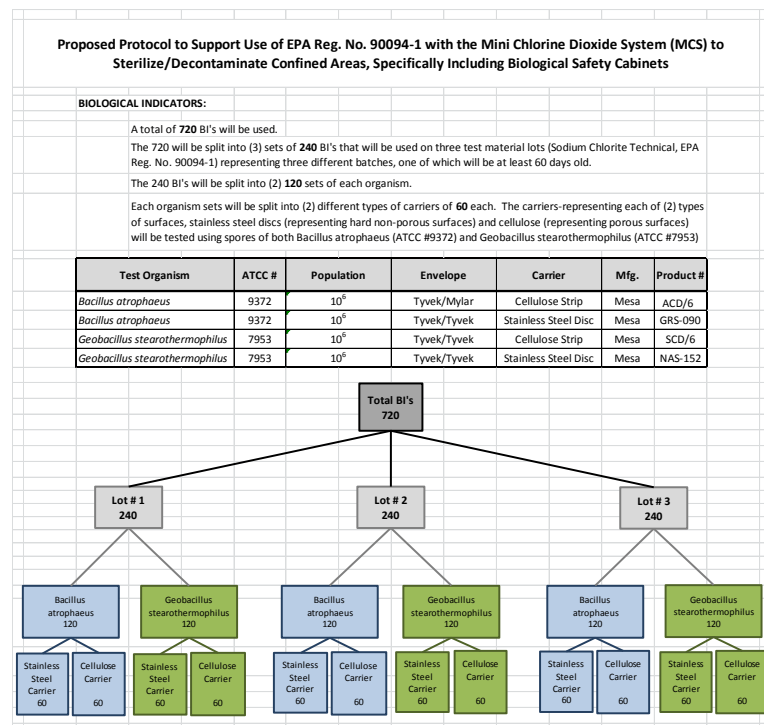 Proposed Protocol to Support Use of EPA Reg. No. 90094-1 with the Mini Chlorine Dioxide System (MCS) to
Sterilize/Decontaminate Confined Areas, Specifically Including Biological Safety Cabinets
BIOLOGICAL INDICATORS:
A total of 720 BI's will be used.
The 720 will be split into (3) sets of 240 BI's that will be used on three test material lots (Sodium Chlorite Technical, EPA
Reg. No. 90094-1) representing three different batches, one of which will be at least 60 days old.
The 240 BI's will be split into (2) 120 sets of each organism.
Each organism sets will be split into (2) different types of carriers of 60 each. The carriers-representing each of (2) types
of surfaces, stainless steel discs (representing hard non-porous surfaces) and cellulose (representing porous surfaces)
will be tested using spores of both Bacillus atrophaeus (ATCC #9372) and Geobacillus stearothermophilus (ATCC #7953)
Test Organism ATCC # Population Envelope Carrier Mfg. Product #
Bacillus atrophaeus 9372 10⁶ Tyvek/Mylar Cellulose Strip Mesa ACD/6
Bacillus atrophaeus 9372 10⁶ Tyvek/Tyvek Stainless Steel Disc Mesa GRS-090
Geobacillus stearothermophilus 7953 10⁶ Tyvek/Tyvek Cellulose Strip Mesa SCD/6
Geobacillus stearothermophilus 7953 10⁶ Tyvek/Tyvek Stainless Steel Disc Mesa NAS-152
Total BI's
720
Lot # 1 Lot # 2 Lot # 3
240 240 240
Bacillus Geobacillus Bacillus Geobacillus Bacillus Geobacillus
atrophaeus stearothermophilus atrophaeus stearothermophilus atrophaeus stearothermophilus
120 120 120 120 120 120
Stainless Cellulose Stainless Cellulose Stainless Cellulose Stainless Cellulose Stainless Cellulose Stainless Cellulose
Steel Carrier Steel Carrier Steel Carrier Steel Carrier Steel Carrier Steel Carrier
Carrier Carrier Carrier Carrier Carrier Carrier
60 60 60 60 60 60 60 60 60 60 60 60